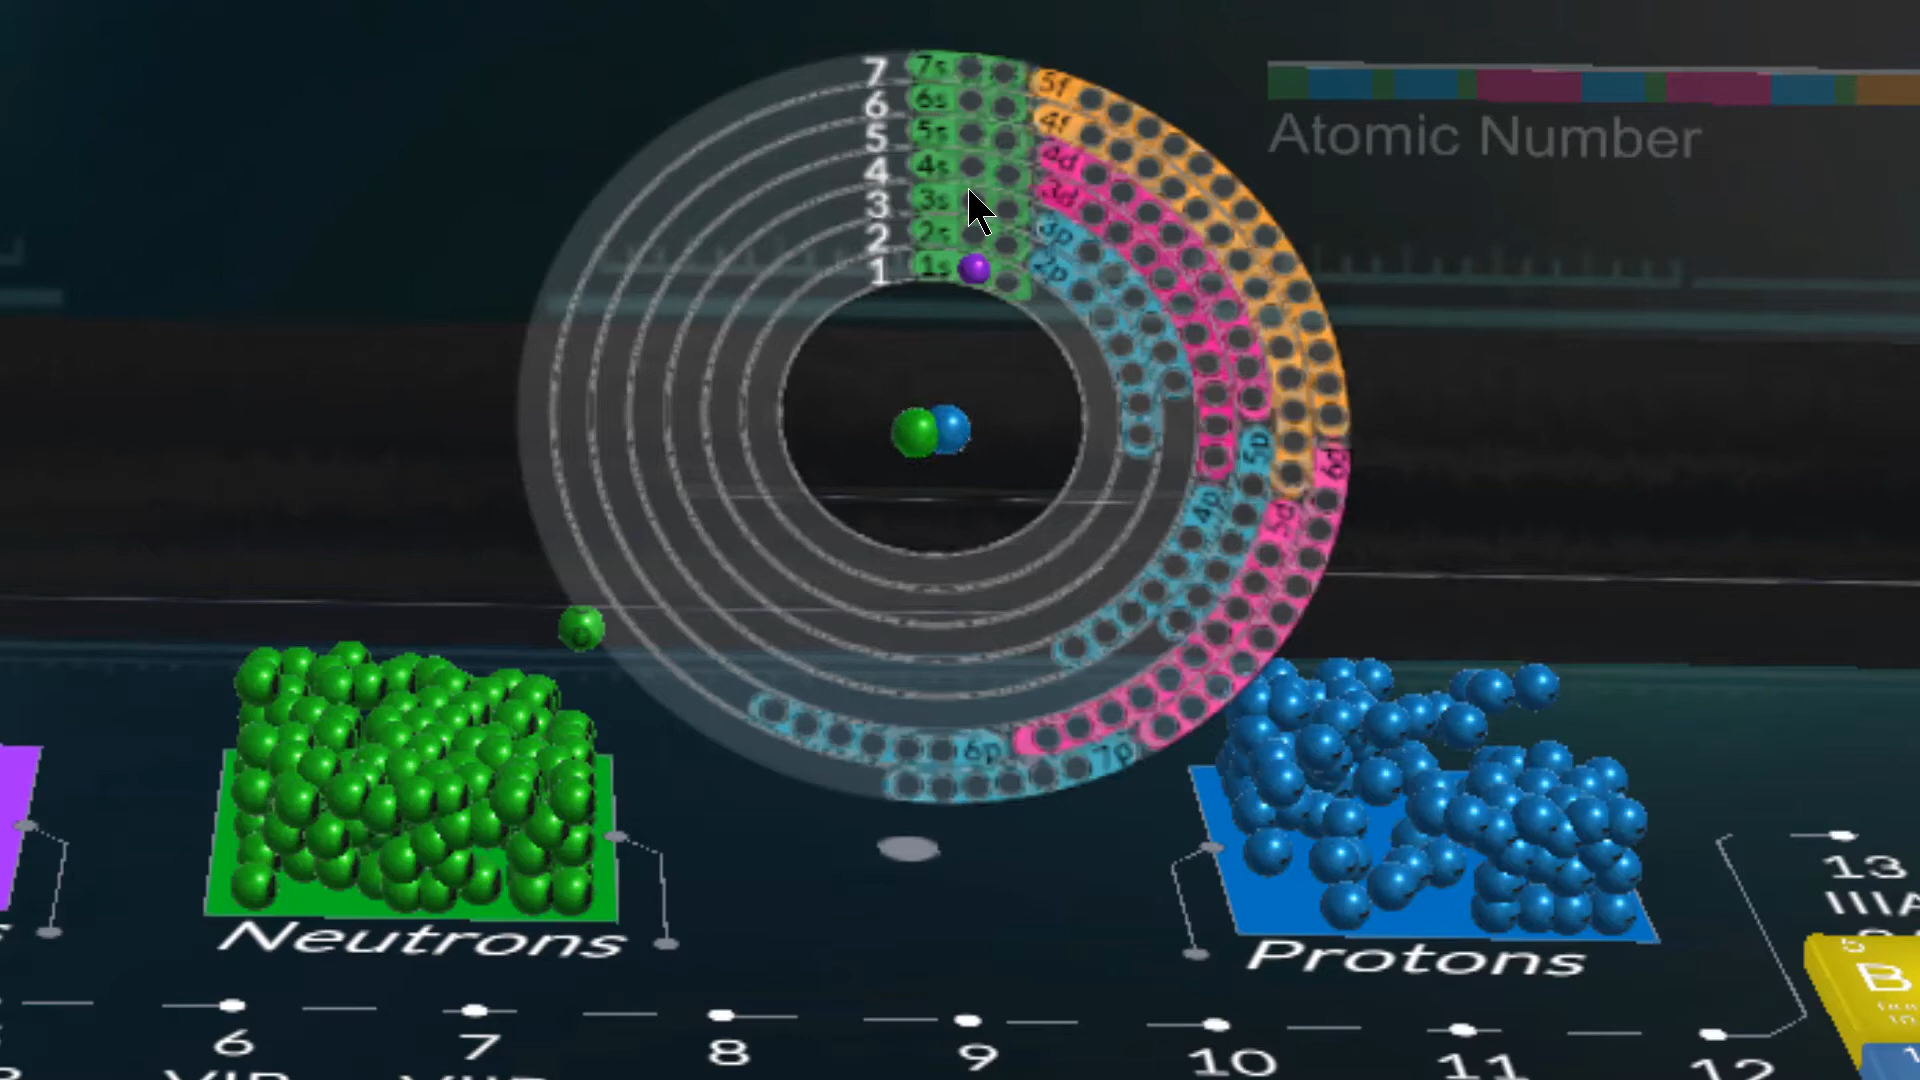 7 7s 5f
6 6s 4f
5 5s 4d
4 4s 3d
3 3s 3p
2 2s 2p
1 1s
Atomic Number
5p 6d
4p 5d
6p 7p
Neutrons
Protons
13
IIIA
5
B
6 7 8 9 10 11 12